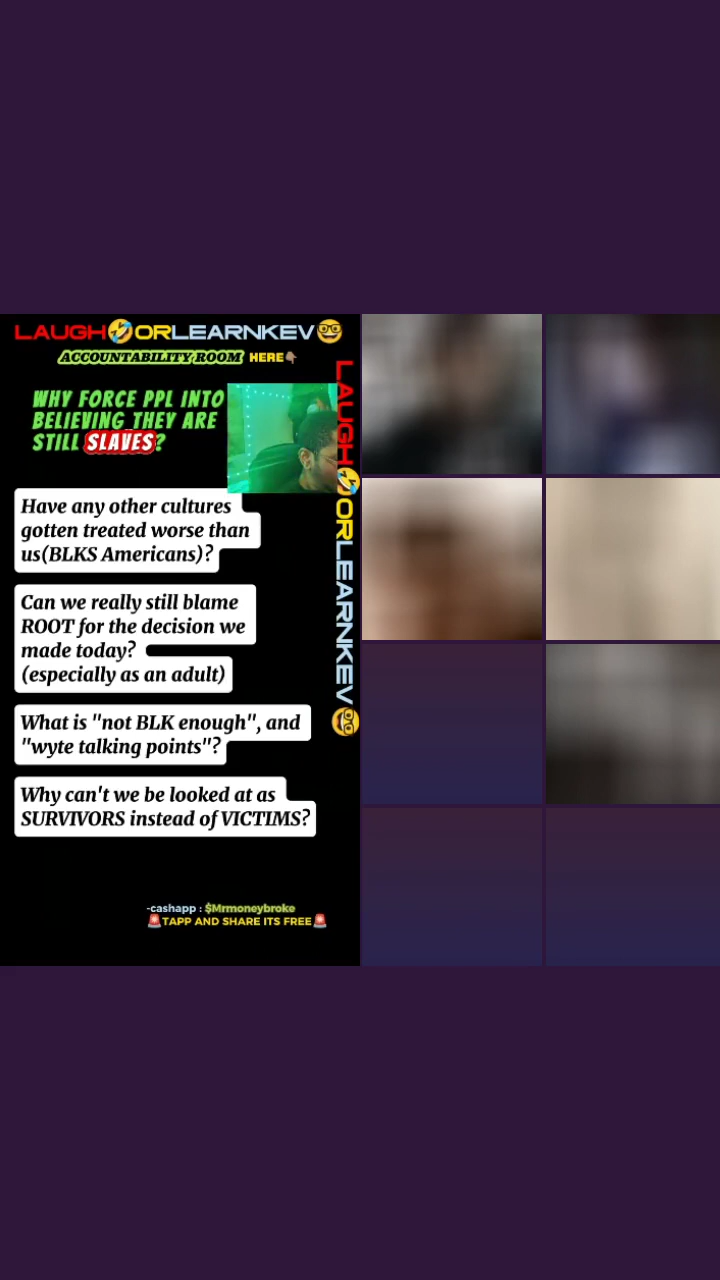 LAUGH🤣ORLEARNKEV🤓
ACCOUNTABILITY ROOM HERE👇🏽
WHY FORCE PPL INTO
BELIEVING THEY ARE
STILL SLAVES?
LAUGH🤣ORLEARNKEV🤓
Have any other cultures
gotten treated worse than
us(BLKS Americans)?
Can we really still blame
ROOT for the decision we
made today?
(especially as an adult)
What is "not BLK enough", and
"wyte talking points"?
Why can't we be looked at as
SURVIVORS instead of VICTIMS?
-cashapp : $Mrmoneybroke
🚨TAPP AND SHARE ITS FREE🚨